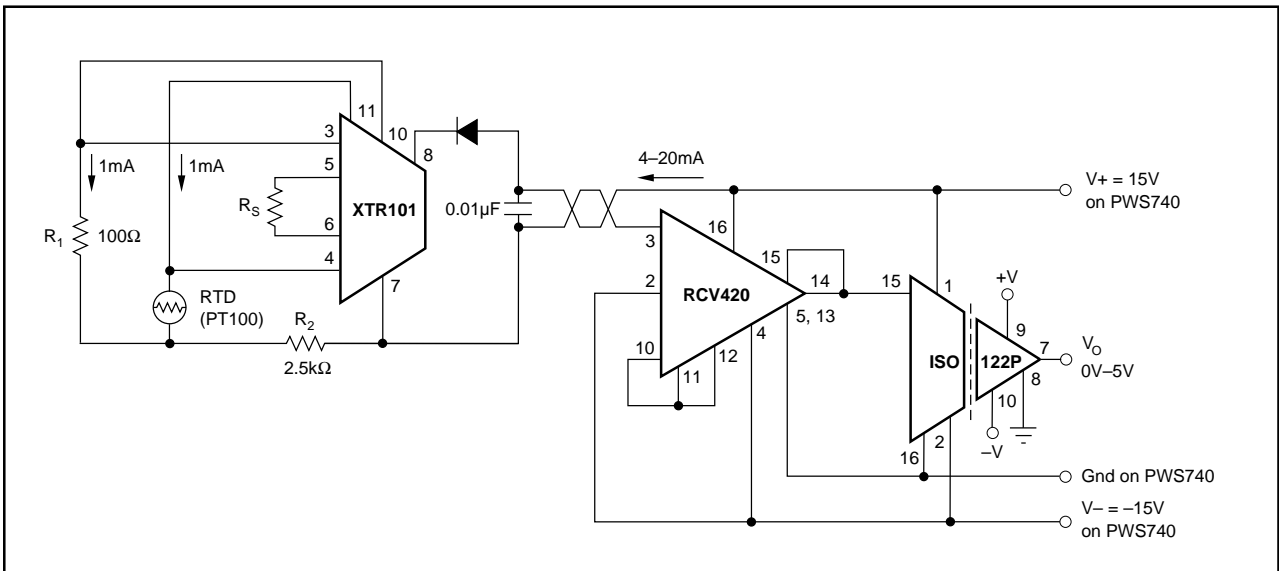 11
10
3
8
1mA
1mA
5
4–20mA
V+ = 15V
on PWS740
RS
XTR101
0.01µF
6
R1 100Ω
4
3
16
15
7
2
RCV420
14
15
1
+V
RTD
(PT100)
5, 13
9
R2
2.5kΩ
4
10
12
11
ISO
122P
7
VO
0V–5V
8
10
2
16
–V
Gnd on PWS740
V– = –15V
on PWS740